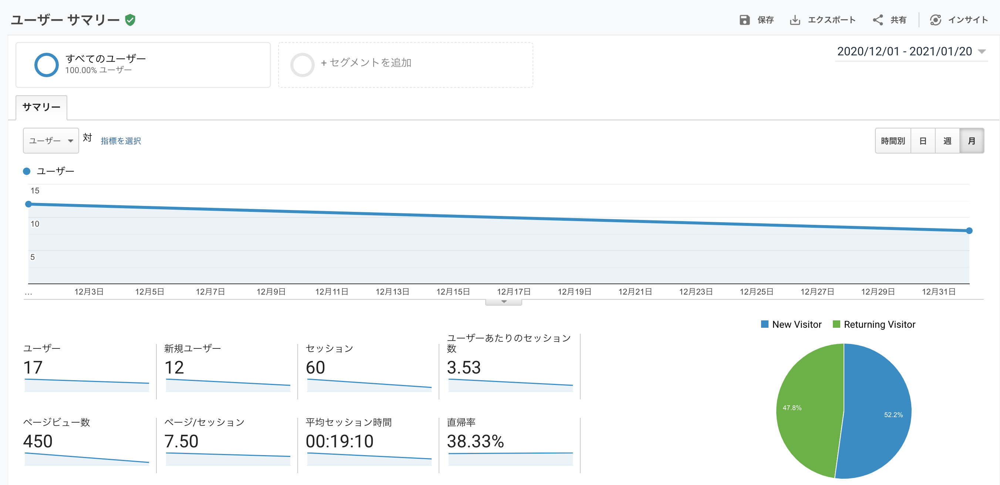 ユーザー サマリー
保存
エクスポート
共有
インサイト
すべてのユーザー
100.00% ユーザー
+ セグメントを追加
2020/12/01 - 2021/01/20
サマリー
ユーザー
対
指標を選択
時間別
日
週
月
ユーザー
15
10
5
...
12月3日
12月5日
12月7日
12月9日
12月11日
12月13日
12月15日
12月17日
12月19日
12月21日
12月23日
12月25日
12月27日
12月29日
12月31日
New Visitor
Returning Visitor
ユーザー
17
新規ユーザー
12
セッション
60
ユーザーあたりのセッション
数
3.53
ページビュー数
450
ページ/セッション
7.50
平均セッション時間
00:19:10
直帰率
38.33%
47.8%
52.2%